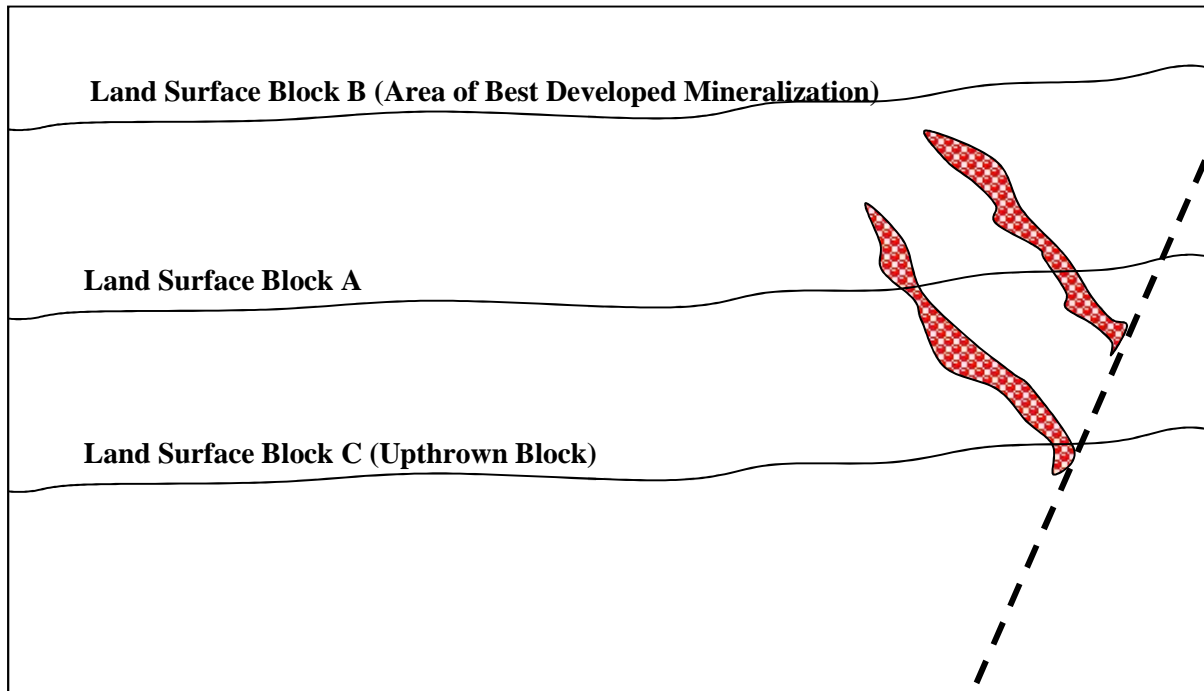 Land Surface Block B (Area of Best Developed Mineralization)
Land Surface Block A
Land Surface Block C (Upthrown Block)